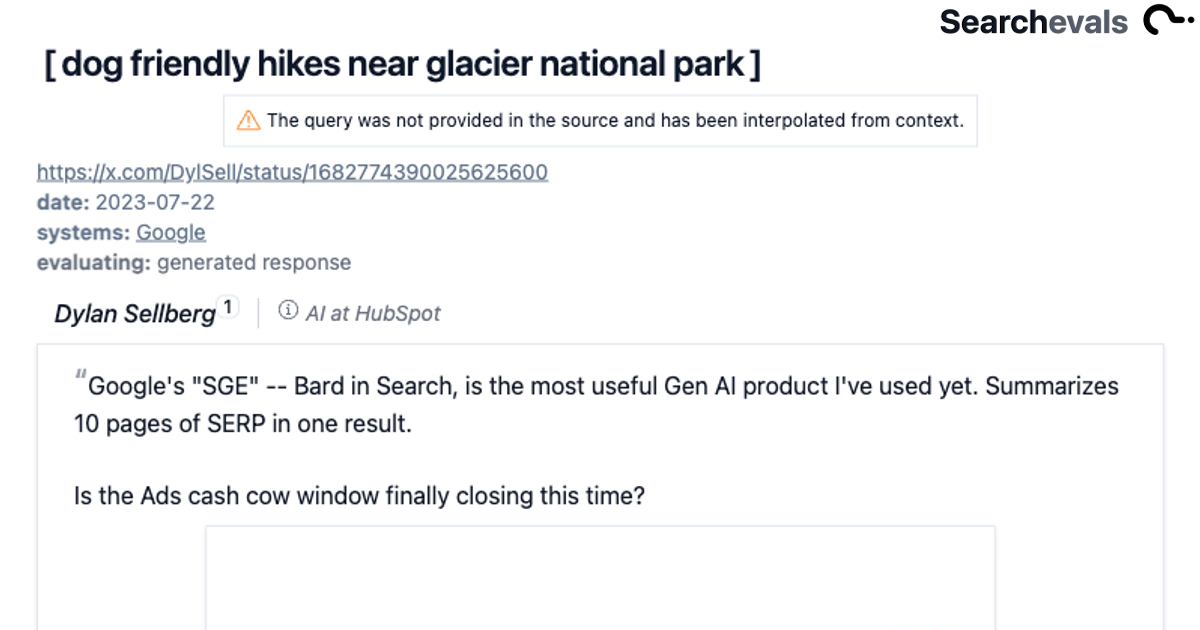 Searchevals
[ dog friendly hikes near glacier national park ]
The query was not provided in the source and has been interpolated from context.
https://x.com/DylSell/status/1682774390025625600
date: 2023-07-22
systems: Google
evaluating: generated response
Dylan Sellberg 1 | AI at HubSpot
"Google's "SGE" -- Bard in Search, is the most useful Gen AI product I've used yet. Summarizes
10 pages of SERP in one result.
Is the Ads cash cow window finally closing this time?